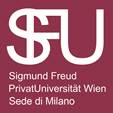 SFU
Sigmund Freud
PrivatUniversität Wien
Sede di Milano